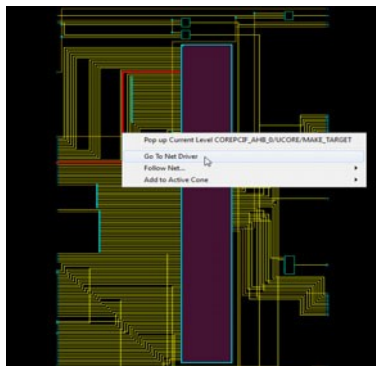 Pop up Current Level COREPCIF_AHB_0/UCORE/MAKE_TARGET
Go To Net Driver
Follow Net...
Add to Active Cone